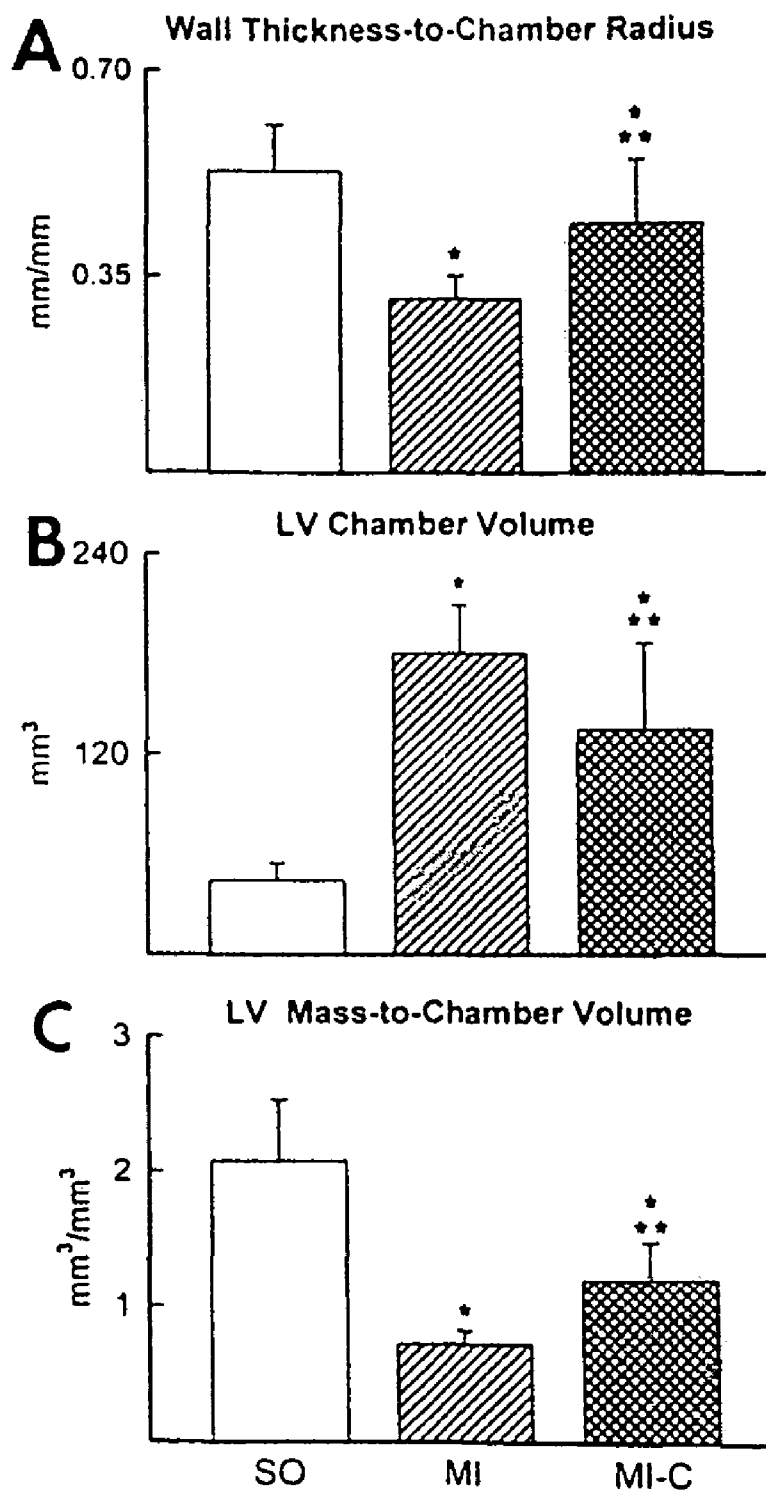 A Wall Thickness-to-Chamber Radius
0.70
*
**
*
0.35
mm/mm
B LV Chamber Volume
240
*
*
**
120
mm³
C LV Mass-to-Chamber Volume
3
2
*
**
*
1
mm³/mm³
SO MI MI-C